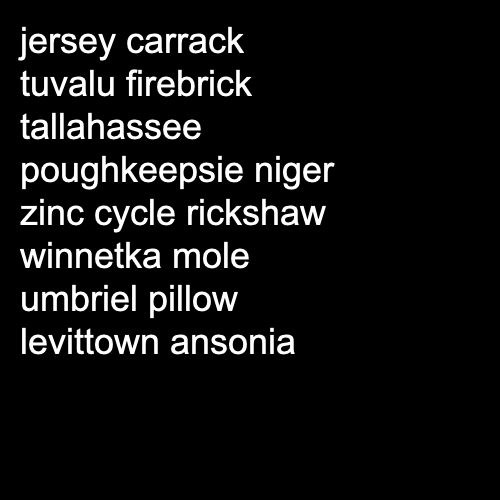 jersey carrack
tuvalu firebrick
tallahassee
poughkeepsie niger
zinc cycle rickshaw
winnetka mole
umbriel pillow
levittown ansonia